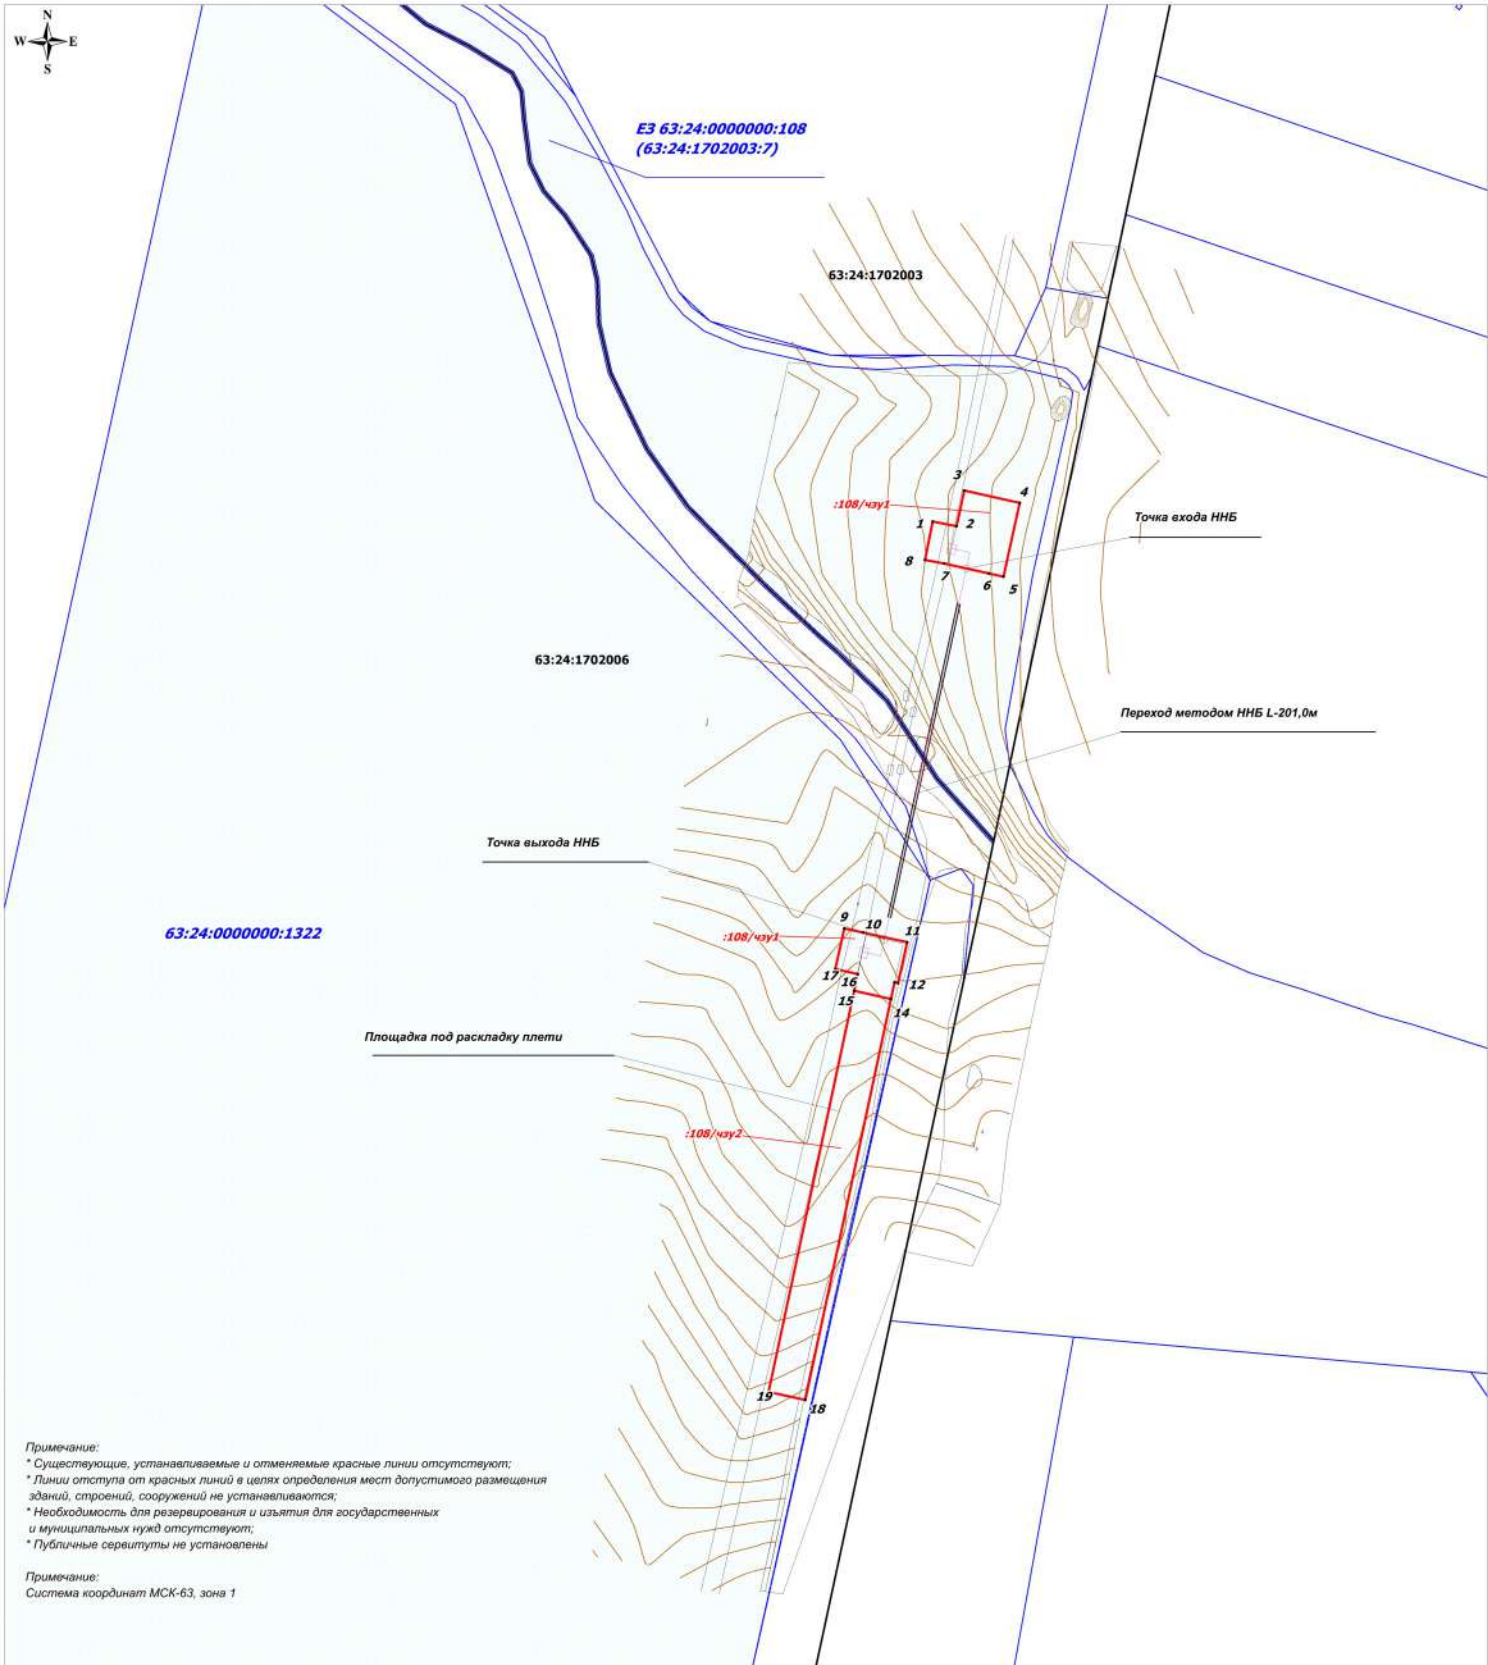 N
W E
S
ЕЗ 63:24:0000000:108
(63:24:1702003:7)
63:24:1702003
3
4
:108/чзу1
1
2
Точка входа ННБ
8
7
6
5
63:24:1702006
Переход методом ННБ L-201,0м
Точка выхода ННБ
63:24:0000000:1322
9
10
11
:108/чзу1
17
16
12
15
14
Площадка под раскладку плети
:108/чзу2
19
18
Примечание:
* Существующие, устанавливаемые и отменяемые красные линии отсутствуют;
* Линии отступа от красных линий в целях определения мест допустимого размещения
зданий, строений, сооружений не устанавливаются;
* Необходимость для резервирования и изъятия для государственных
и муниципальных нужд отсутствуют;
* Публичные сервитуты не установлены
Примечание:
Система координат МСК-63, зона 1